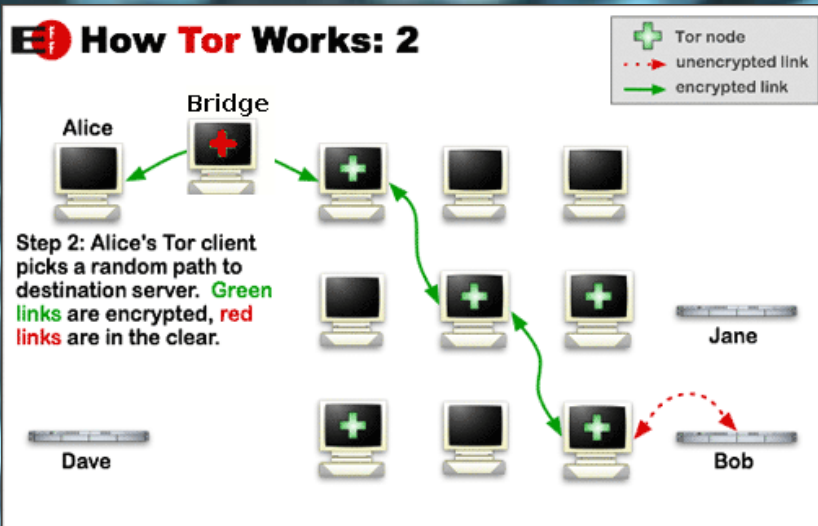 EFF How Tor Works: 2
Tor node
unencrypted link
encrypted link
Bridge
Alice
Step 2: Alice's Tor client
picks a random path to
destination server. Green
links are encrypted, red
links are in the clear.
Jane
Dave
Bob